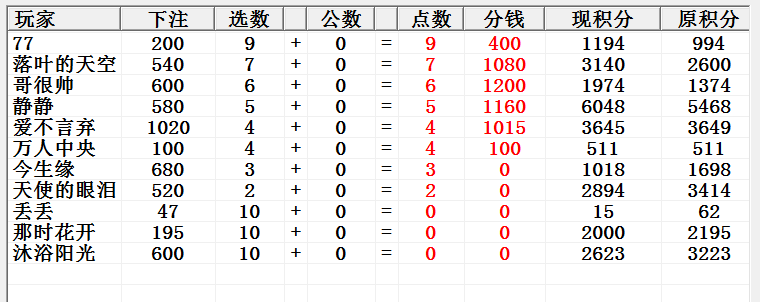 玩家 下注 选数 公数 点数 分钱 现积分 原积分
77 200 9 + 0 = 9 400 1194 994
落叶的天空 540 7 + 0 = 7 1080 3140 2600
哥很帅 600 6 + 0 = 6 1200 1974 1374
静静 580 5 + 0 = 5 1160 6048 5468
爱不言弃 1020 4 + 0 = 4 1015 3645 3649
万人中央 100 4 + 0 = 4 100 511 511
今生缘 680 3 + 0 = 3 0 1018 1698
天使的眼泪 520 2 + 0 = 2 0 2894 3414
丢丢 47 10 + 0 = 0 0 15 62
那时花开 195 10 + 0 = 0 0 2000 2195
沐浴阳光 600 10 + 0 = 0 0 2623 3223